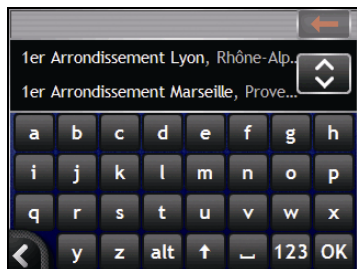 1er Arrondissement Lyon, Rhône-Alp...
1er Arrondissement Marseille, Prove...
a b c d e f g h
i j k l m n o p
q r s t u v w x
y z alt 123 OK